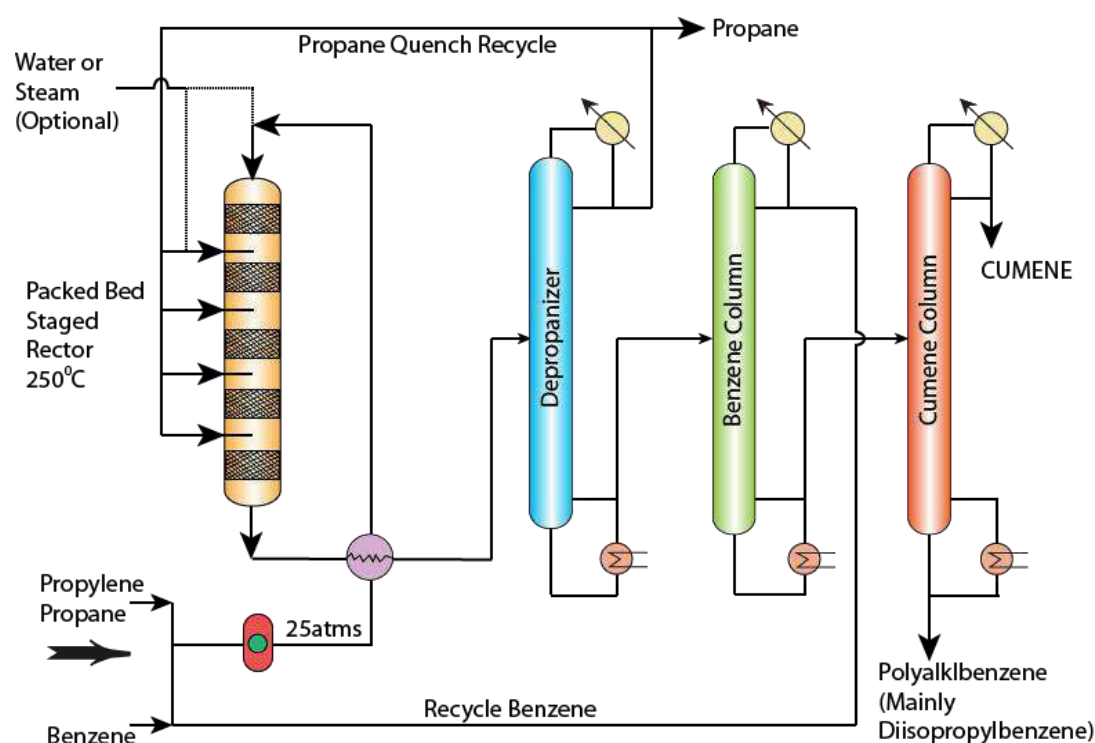 Propane
Propane Quench Recycle
Water or
Steam
(Optional)
CUMENE
Packed Bed
Staged
Rector
250⁰C
Depropanizer
Benzene Column
Cumene Column
Propylene
Propane
25atms
Recycle Benzene
Benzene
Polyalklbenzene
(Mainly
Diisopropylbenzene)